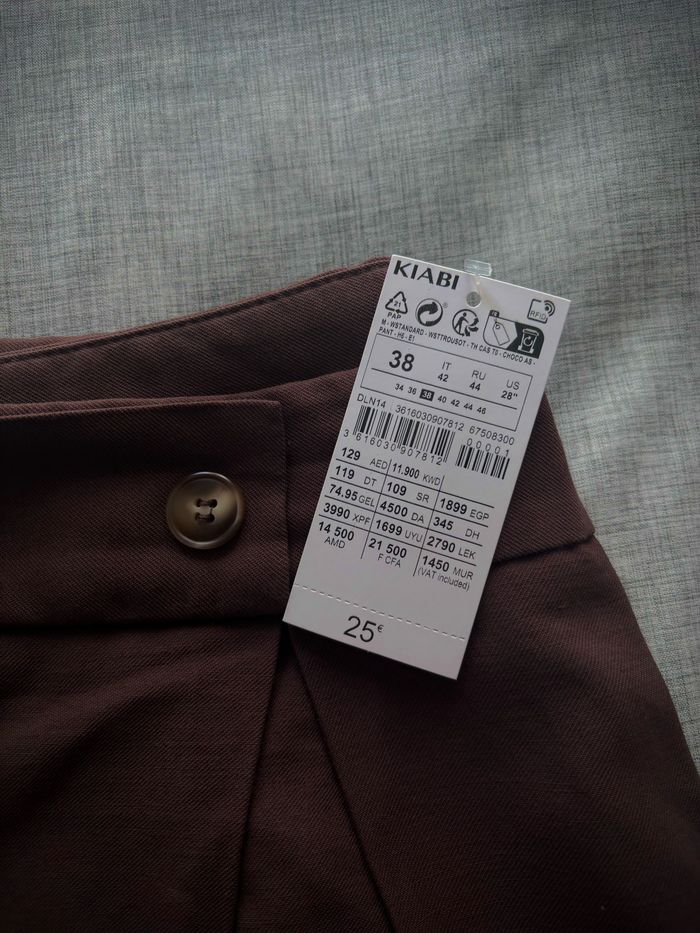 KIABI
21
PAP
RFID
M - WSTANDARD - WSTTROUSOT - TH CAS T0 - CHOCO AS -
PANT - H5 - E1
38 IT 42 RU 44 US 28"
34 36 38 40 42 44 46
DLN14 3616030907812 67508300
00001
3 616030 907812
129 AED 11.900 KWD
119 DT 109 SR 1899 EGP
74.95 GEL 4500 DA 345 DH
3990 XPF 1699 UYU 2790 LEK
14 500 AMD 21 500 F CFA 1450 MUR
(VAT included)
25€